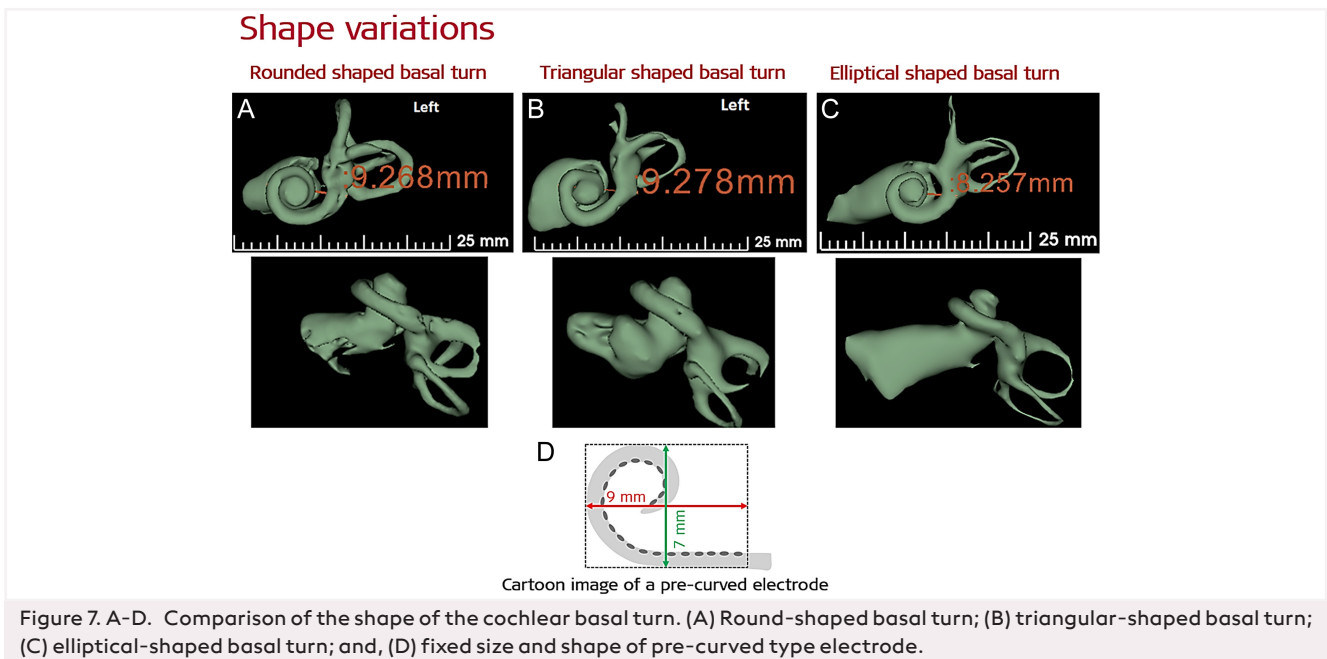 Shape variations
Rounded shaped basal turn
Triangular shaped basal turn
Elliptical shaped basal turn
A
Left
:9.268mm
25 mm
B
Left
9.278mm
25 mm
C
:8.257mm
25 mm
D
9 mm
7 mm
Cartoon image of a pre-curved electrode
Figure 7. A-D. Comparison of the shape of the cochlear basal turn. (A) Round-shaped basal turn; (B) triangular-shaped basal turn;
(C) elliptical-shaped basal turn; and, (D) fixed size and shape of pre-curved type electrode.